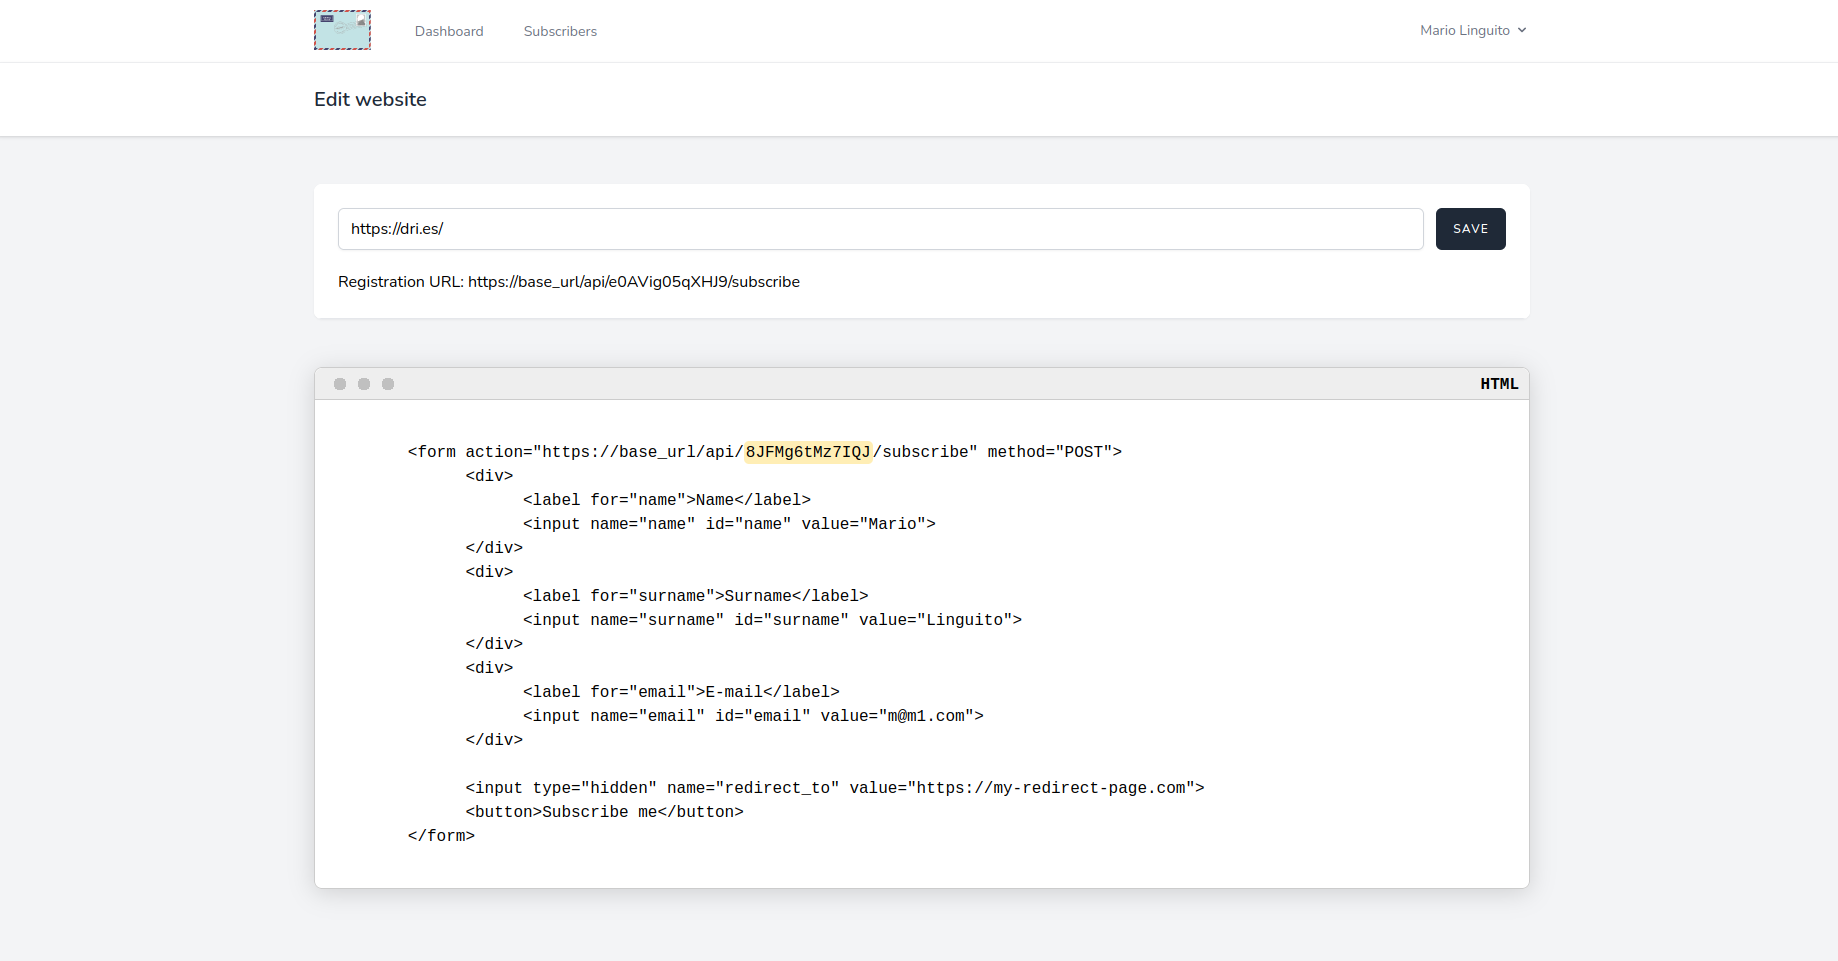 Dashboard
Subscribers
Mario Linguito
Edit website
https://dri.es/
SAVE
Registration URL: https://base_url/api/e0AVig05qXHJ9/subscribe
HTML
<form action="https://base_url/api/8JFMg6tMz7IQJ/subscribe" method="POST">
<div>
<label for="name">Name</label>
<input name="name" id="name" value="Mario">
</div>
<div>
<label for="surname">Surname</label>
<input name="surname" id="surname" value="Linguito">
</div>
<div>
<label for="email">E-mail</label>
<input name="email" id="email" value="m@m1.com">
</div>
<input type="hidden" name="redirect_to" value="https://my-redirect-page.com">
<button>Subscribe me</button>
</form>